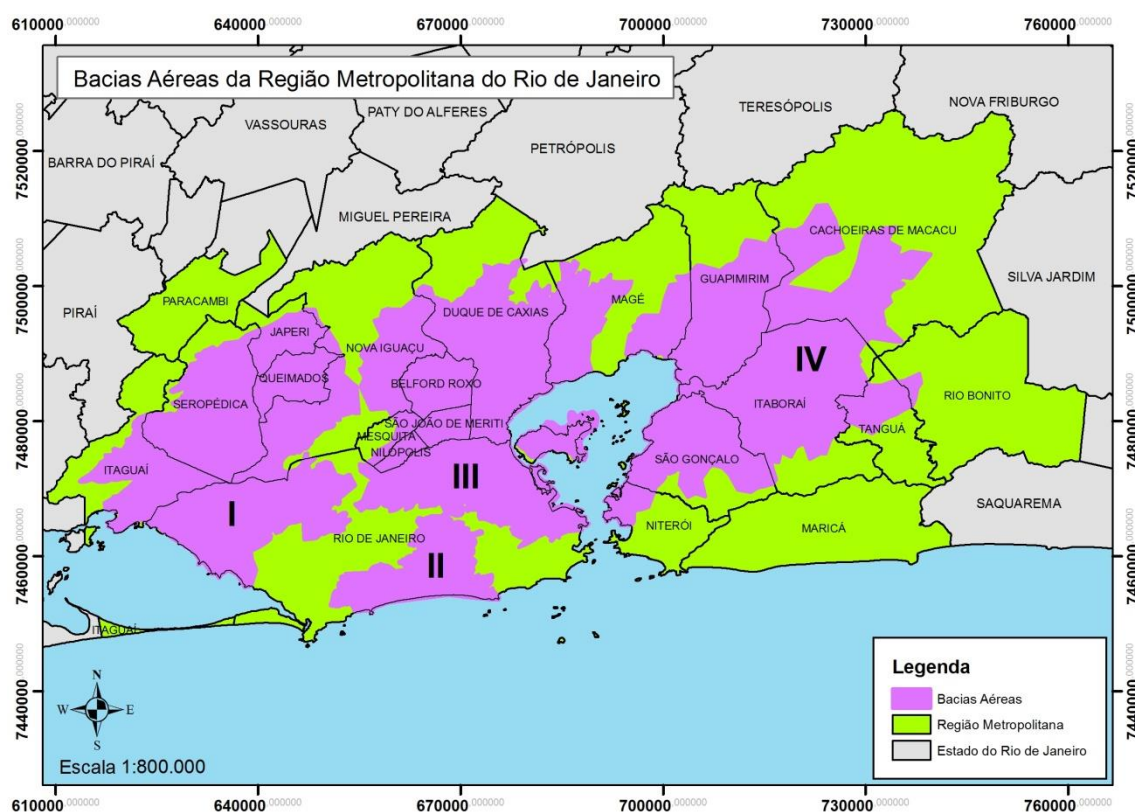 610000,000000 640000,000000 670000,000000 700000,000000 730000,000000 760000,000000
Bacias Aéreas da Região Metropolitana do Rio de Janeiro
TERESÓPOLIS
NOVA FRIBURGO
PATY DO ALFERES
VASSOURAS
PETRÓPOLIS
BARRA DO PIRAÍ
7520000,000000
7520000,000000
MIGUEL PEREIRA
CACHOEIRAS DE MACACU
SILVA JARDIM
GUAPIMIRIM
PARACAMBI
MAGÉ
7500000,000000
7500000,000000
PIRAÍ
DUQUE DE CAXIAS
JAPERI
NOVA IGUAÇU
IV
QUEIMADOS
BELFORD ROXO
RIO BONITO
SEROPÉDICA
ITABORAÍ
SÃO JOÃO DE MERITI
TANGUÁ
MESQUITA
7480000,000000
7480000,000000
NILÓPOLIS
SÃO GONÇALO
ITAGUAÍ
III
SAQUAREMA
I
NITERÓI
MARICÁ
RIO DE JANEIRO
II
7460000,000000
7460000,000000
ITAGUAÍ
Legenda
Bacias Aéreas
Região Metropolitana
Estado do Rio de Janeiro
N
W E
S
7440000,000000
7440000,000000
Escala 1:800.000
610000,000000 640000,000000 670000,000000 700000,000000 730000,000000 760000,000000